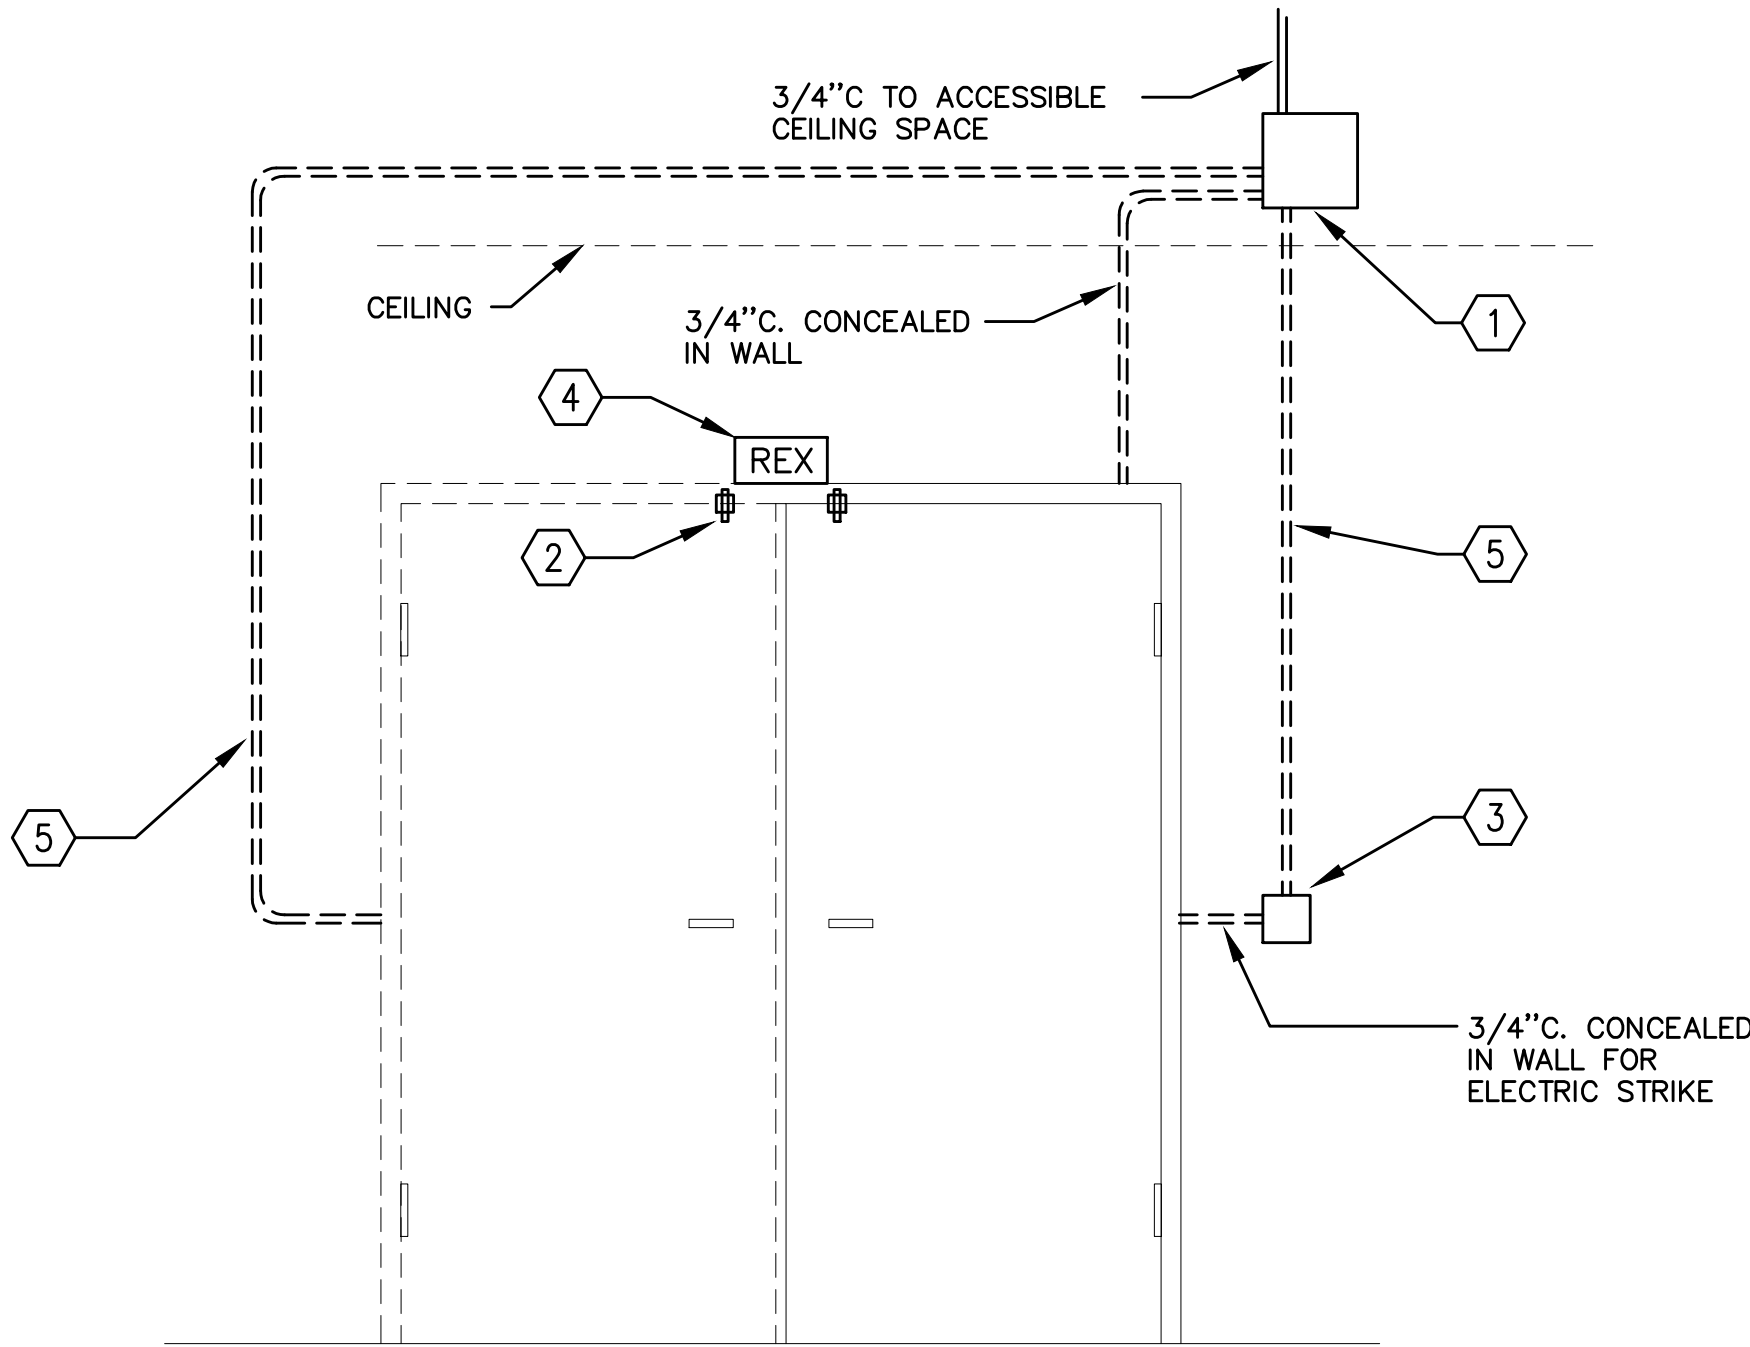 3/4”C TO ACCESSIBLE
CEILING SPACE
CEILING
3/4”C. CONCEALED
IN WALL
1
4
REX
2
5
5
3
3/4”C. CONCEALED
IN WALL FOR
ELECTRIC STRIKE